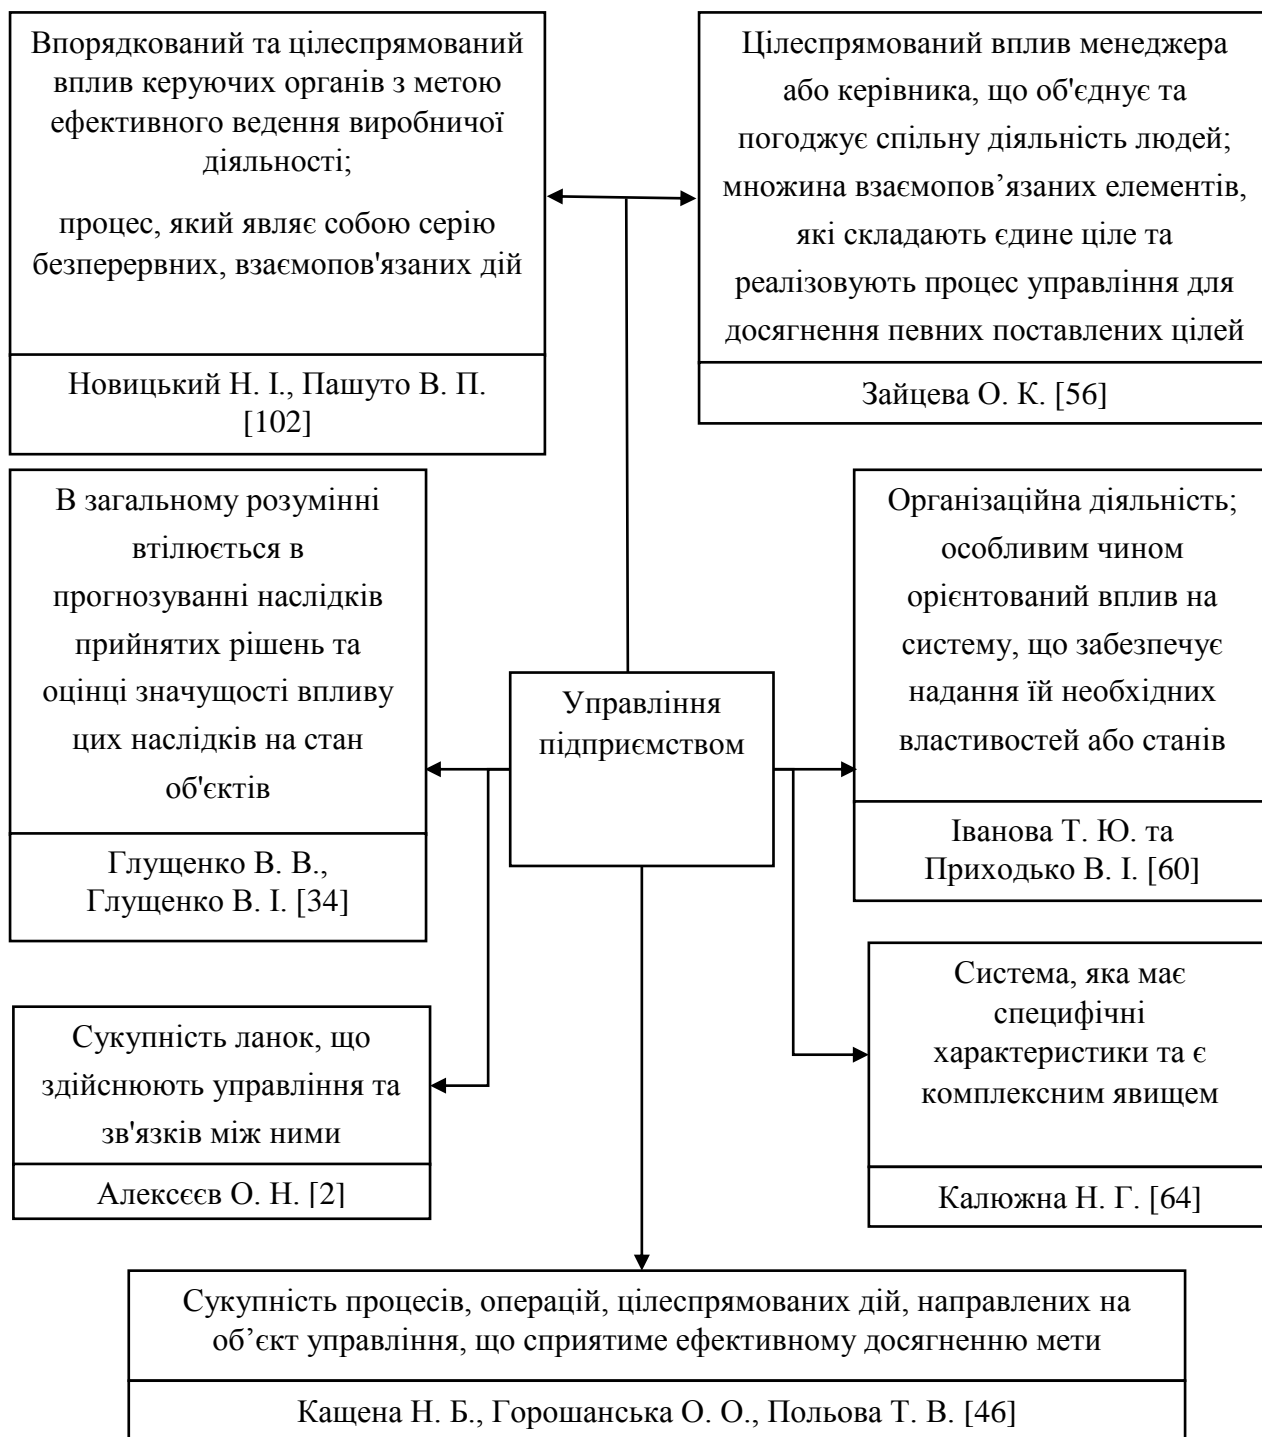 Впорядкований та цілеспрямований
вплив керуючих органів з метою
ефективного ведення виробничої
діяльності;
процес, який являє собою серію
безперервних, взаємопов'язаних дій
Новицький Н. І., Пашуто В. П.
[102]
Цілеспрямований вплив менеджера
або керівника, що об'єднує та
погоджує спільну діяльність людей;
множина взаємопов’язаних елементів,
які складають єдине ціле та
реалізовують процес управління для
досягнення певних поставлених цілей
Зайцева О. К. [56]
В загальному розумінні
втілюється в
прогнозуванні наслідків
прийнятих рішень та
оцінці значущості впливу
цих наслідків на стан
об'єктів
Глущенко В. В.,
Глущенко В. І. [34]
Управління
підприємством
Організаційна діяльність;
особливим чином
орієнтований вплив на
систему, що забезпечує
надання їй необхідних
властивостей або станів
Іванова Т. Ю. та
Приходько В. І. [60]
Сукупність ланок, що
здійснюють управління та
зв'язків між ними
Алексєєв О. Н. [2]
Система, яка має
специфічні
характеристики та є
комплексним явищем
Калюжна Н. Г. [64]
Сукупність процесів, операцій, цілеспрямованих дій, направлених на
об’єкт управління, що сприятиме ефективному досягненню мети
Кащена Н. Б., Горошанська О. О., Польова Т. В. [46]